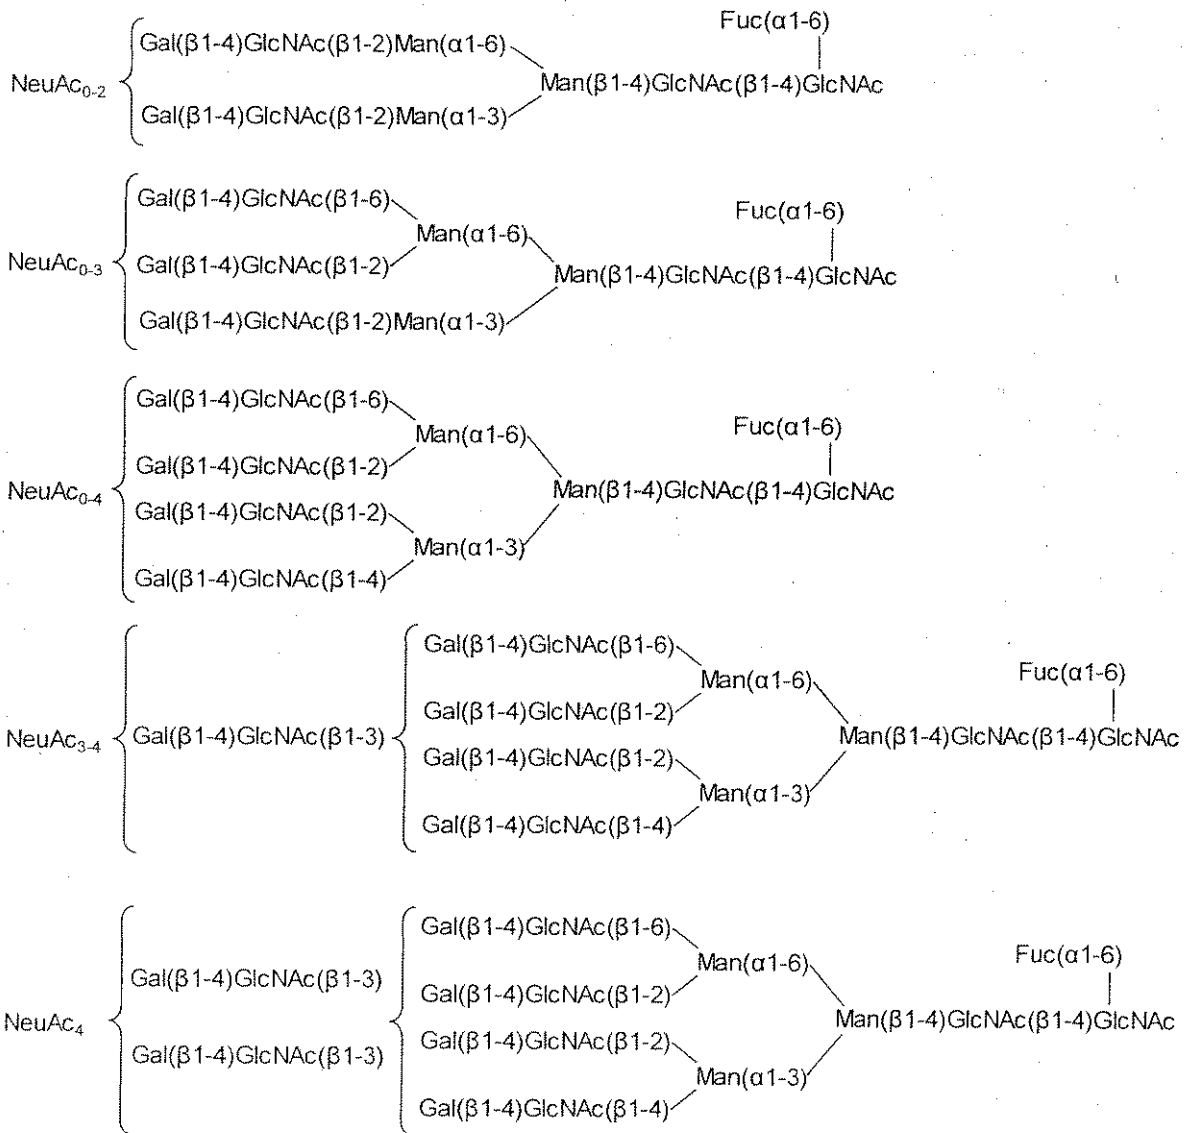 Fuc(α1-6)
Gal(β1-4)GlcNAc(β1-2)Man(α1-6)
NeuAc0-2
Man(β1-4)GlcNAc(β1-4)GlcNAc
Gal(β1-4)GlcNAc(β1-2)Man(α1-3)
Gal(β1-4)GlcNAc(β1-6)
Fuc(α1-6)
Man(α1-6)
NeuAc0-3
Gal(β1-4)GlcNAc(β1-2)
Man(β1-4)GlcNAc(β1-4)GlcNAc
Gal(β1-4)GlcNAc(β1-2)Man(α1-3)
Gal(β1-4)GlcNAc(β1-6)
Fuc(α1-6)
Man(α1-6)
Gal(β1-4)GlcNAc(β1-2)
NeuAc0-4
Man(β1-4)GlcNAc(β1-4)GlcNAc
Gal(β1-4)GlcNAc(β1-2)
Man(α1-3)
Gal(β1-4)GlcNAc(β1-4)
Gal(β1-4)GlcNAc(β1-6)
Fuc(α1-6)
Man(α1-6)
Gal(β1-4)GlcNAc(β1-2)
NeuAc3-4
Gal(β1-4)GlcNAc(β1-3)
Man(β1-4)GlcNAc(β1-4)GlcNAc
Gal(β1-4)GlcNAc(β1-2)
Man(α1-3)
Gal(β1-4)GlcNAc(β1-4)
Gal(β1-4)GlcNAc(β1-6)
Fuc(α1-6)
Man(α1-6)
Gal(β1-4)GlcNAc(β1-3)
Gal(β1-4)GlcNAc(β1-2)
NeuAc4
Man(β1-4)GlcNAc(β1-4)GlcNAc
Gal(β1-4)GlcNAc(β1-2)
Gal(β1-4)GlcNAc(β1-3)
Man(α1-3)
Gal(β1-4)GlcNAc(β1-4)